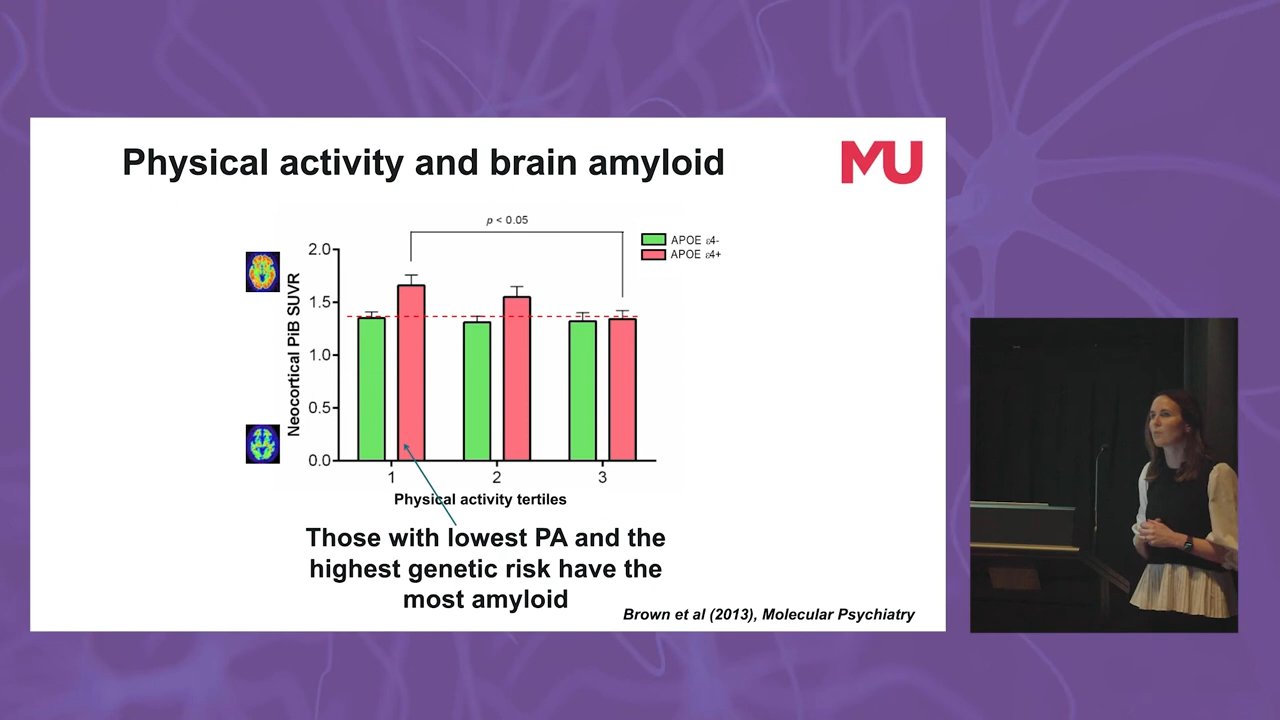 Physical activity and brain amyloid
MU
p < 0.05
APOE ε4-
APOE ε4+
Neocortical PiB SUVR
2.0
1.5
1.0
0.5
0.0
1 2 3
Physical activity tertiles
Those with lowest PA and the
highest genetic risk have the
most amyloid
Brown et al (2013), Molecular Psychiatry